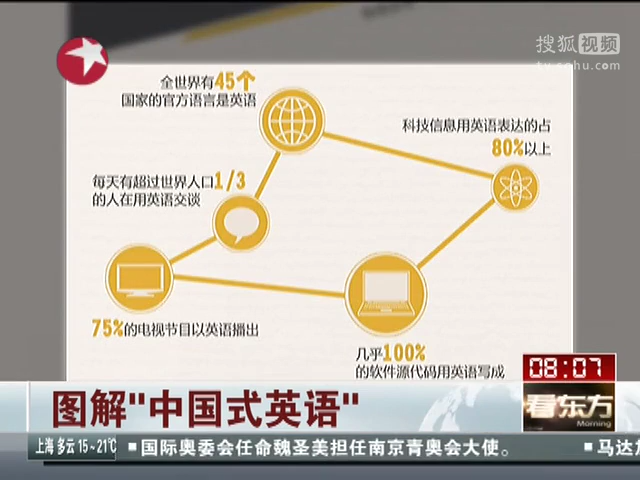 搜狐视频
tv.sohu.com
全世界有45个
国家的官方语言是英语
科技信息用英语表达的占
80%以上
每天有超过世界人口1/3
的人在用英语交谈
75%的电视节目以英语播出
几乎100%
的软件源代码用英语写成
08:07
图解"中国式英语"
看东方
Morning
上海 多云 15~21℃
■国际奥委会任命魏圣美担任南京青奥会大使。
■马达加